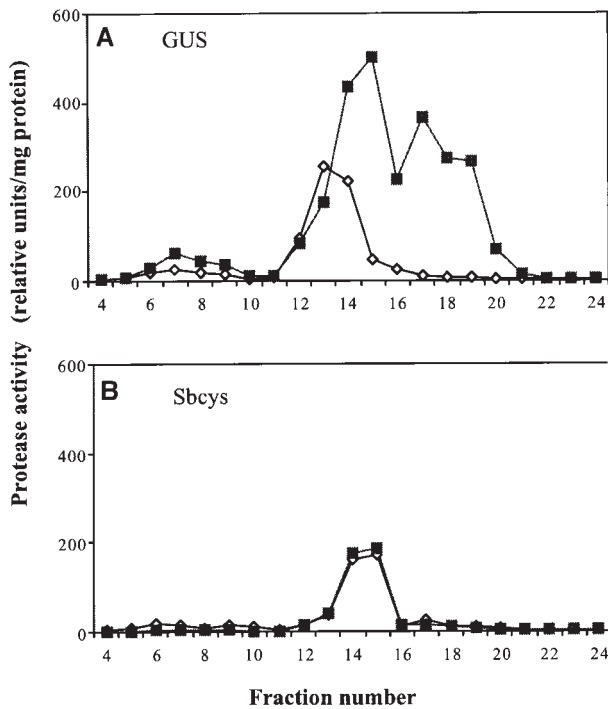 Protease activity (relative units/mg protein)
A GUS
600
400
200
0
4 6 8 10 12 14 16 18 20 22 24
B Sbcys
600
400
200
0
4 6 8 10 12 14 16 18 20 22 24
Fraction number